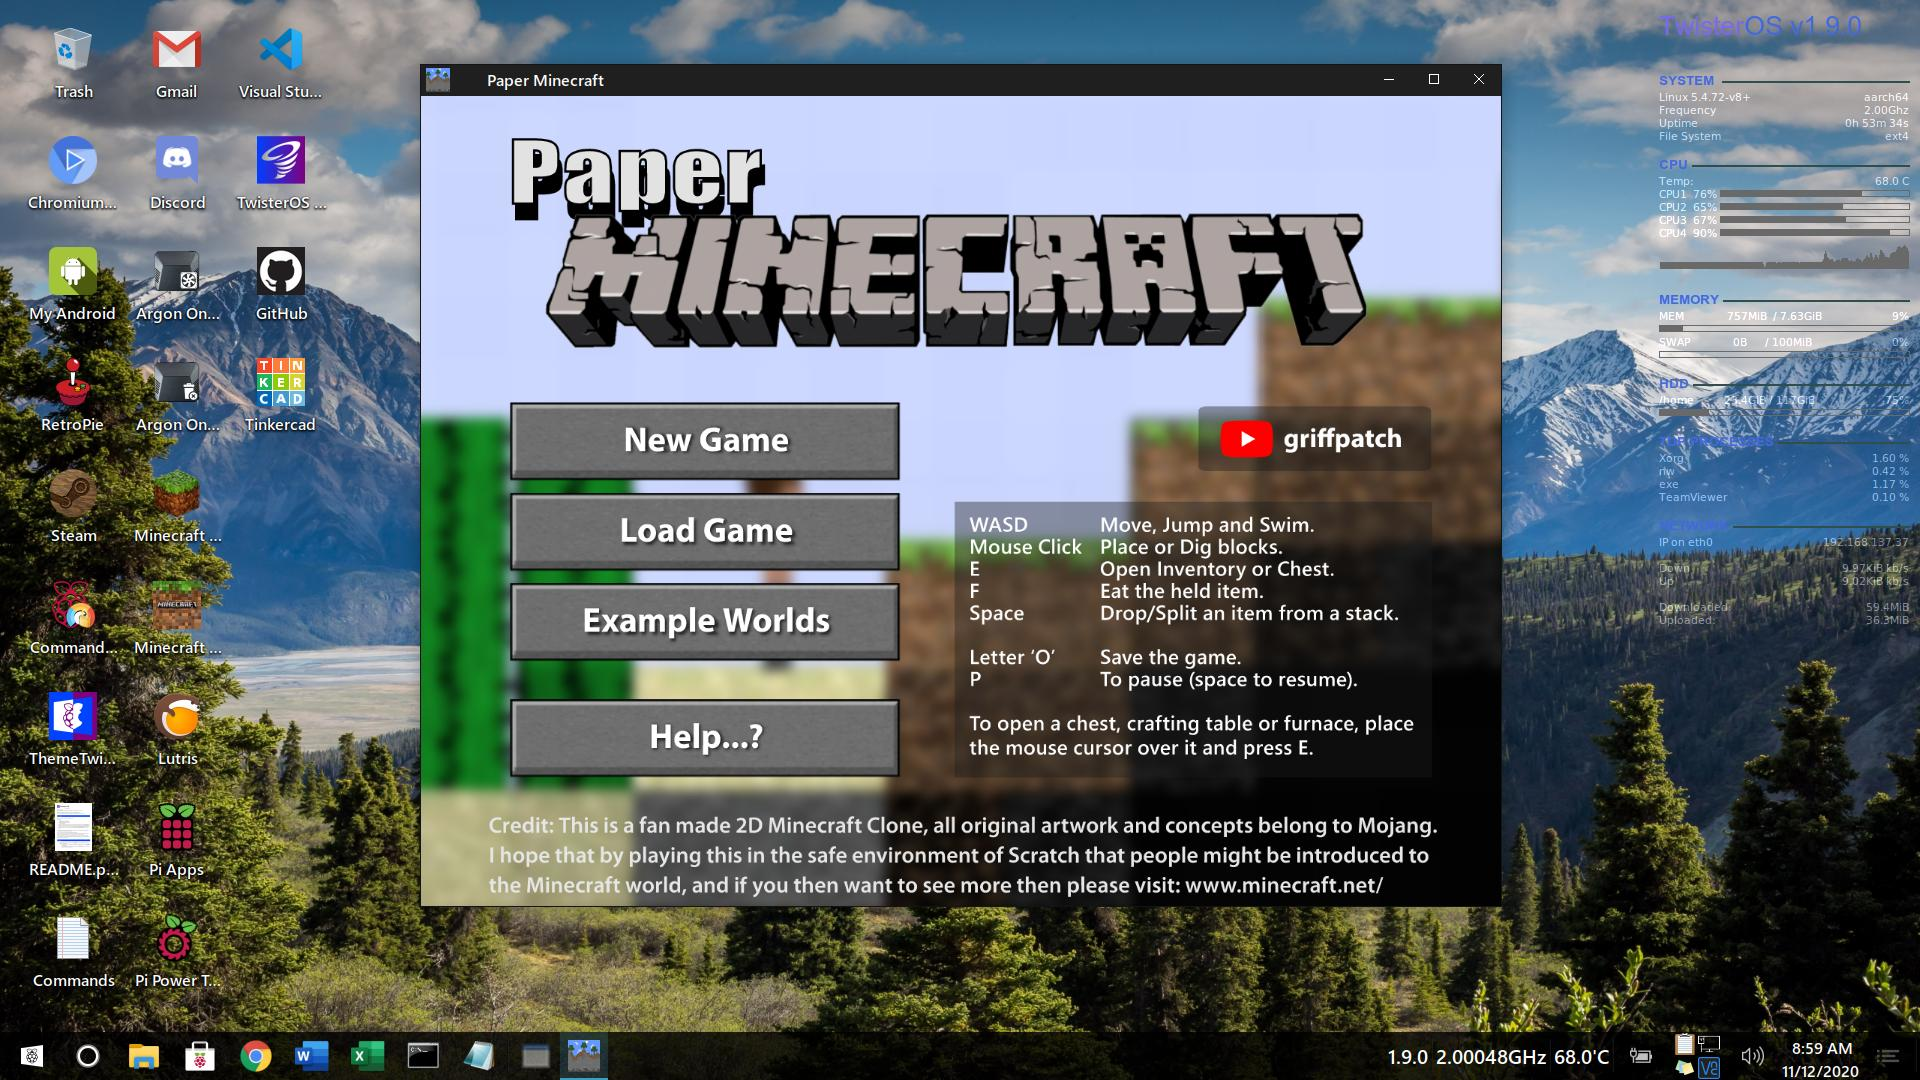 TwisterOS v1.9.0
Trash
Gmail
Visual Stu...
Chromium...
Discord
TwisterOS ...
My Android
Argon On...
GitHub
RetroPie
Argon On...
TIN
KER
CAD
Tinkercad
Steam
Minecraft ...
Command...
MINECRAFT
Minecraft ...
ThemeTwi...
Lutris
README.p...
Pi Apps
Commands
Pi Power T...
Paper Minecraft
Paper
MINECRAFT
New Game
Load Game
Example Worlds
Help...?
griffpatch
WASD Move, Jump and Swim.
Mouse Click Place or Dig blocks.
E Open Inventory or Chest.
F Eat the held item.
Space Drop/Split an item from a stack.
Letter ‘O’ Save the game.
P To pause (space to resume).
To open a chest, crafting table or furnace, place
the mouse cursor over it and press E.
Credit: This is a fan made 2D Minecraft Clone, all original artwork and concepts belong to Mojang.
I hope that by playing this in the safe environment of Scratch that people might be introduced to
the Minecraft world, and if you then want to see more then please visit: www.minecraft.net/
SYSTEM
Linux 5.4.72-v8+ aarch64
Frequency 2.00Ghz
Uptime 0h 53m 34s
File System ext4
CPU
Temp: 68.0 C
CPU1 76%
CPU2 65%
CPU3 67%
CPU4 90%
MEMORY
MEM 757MiB / 7.63GiB 9%
SWAP 0B / 100MiB 0%
HDD
/home 25.4GiB / 117GiB 75%
TOP PROCESSES
Xorg 1.60 %
nw 0.42 %
exe 1.17 %
TeamViewer 0.10 %
NETWORK
IP on eth0 192.168.137.37
Down 9.97KiB kb/s
Up 9.02KiB kb/s
Downloaded 59.4MiB
Uploaded: 36.3MiB
1.9.0 2.00048GHz 68.0'C
8:59 AM
11/12/2020